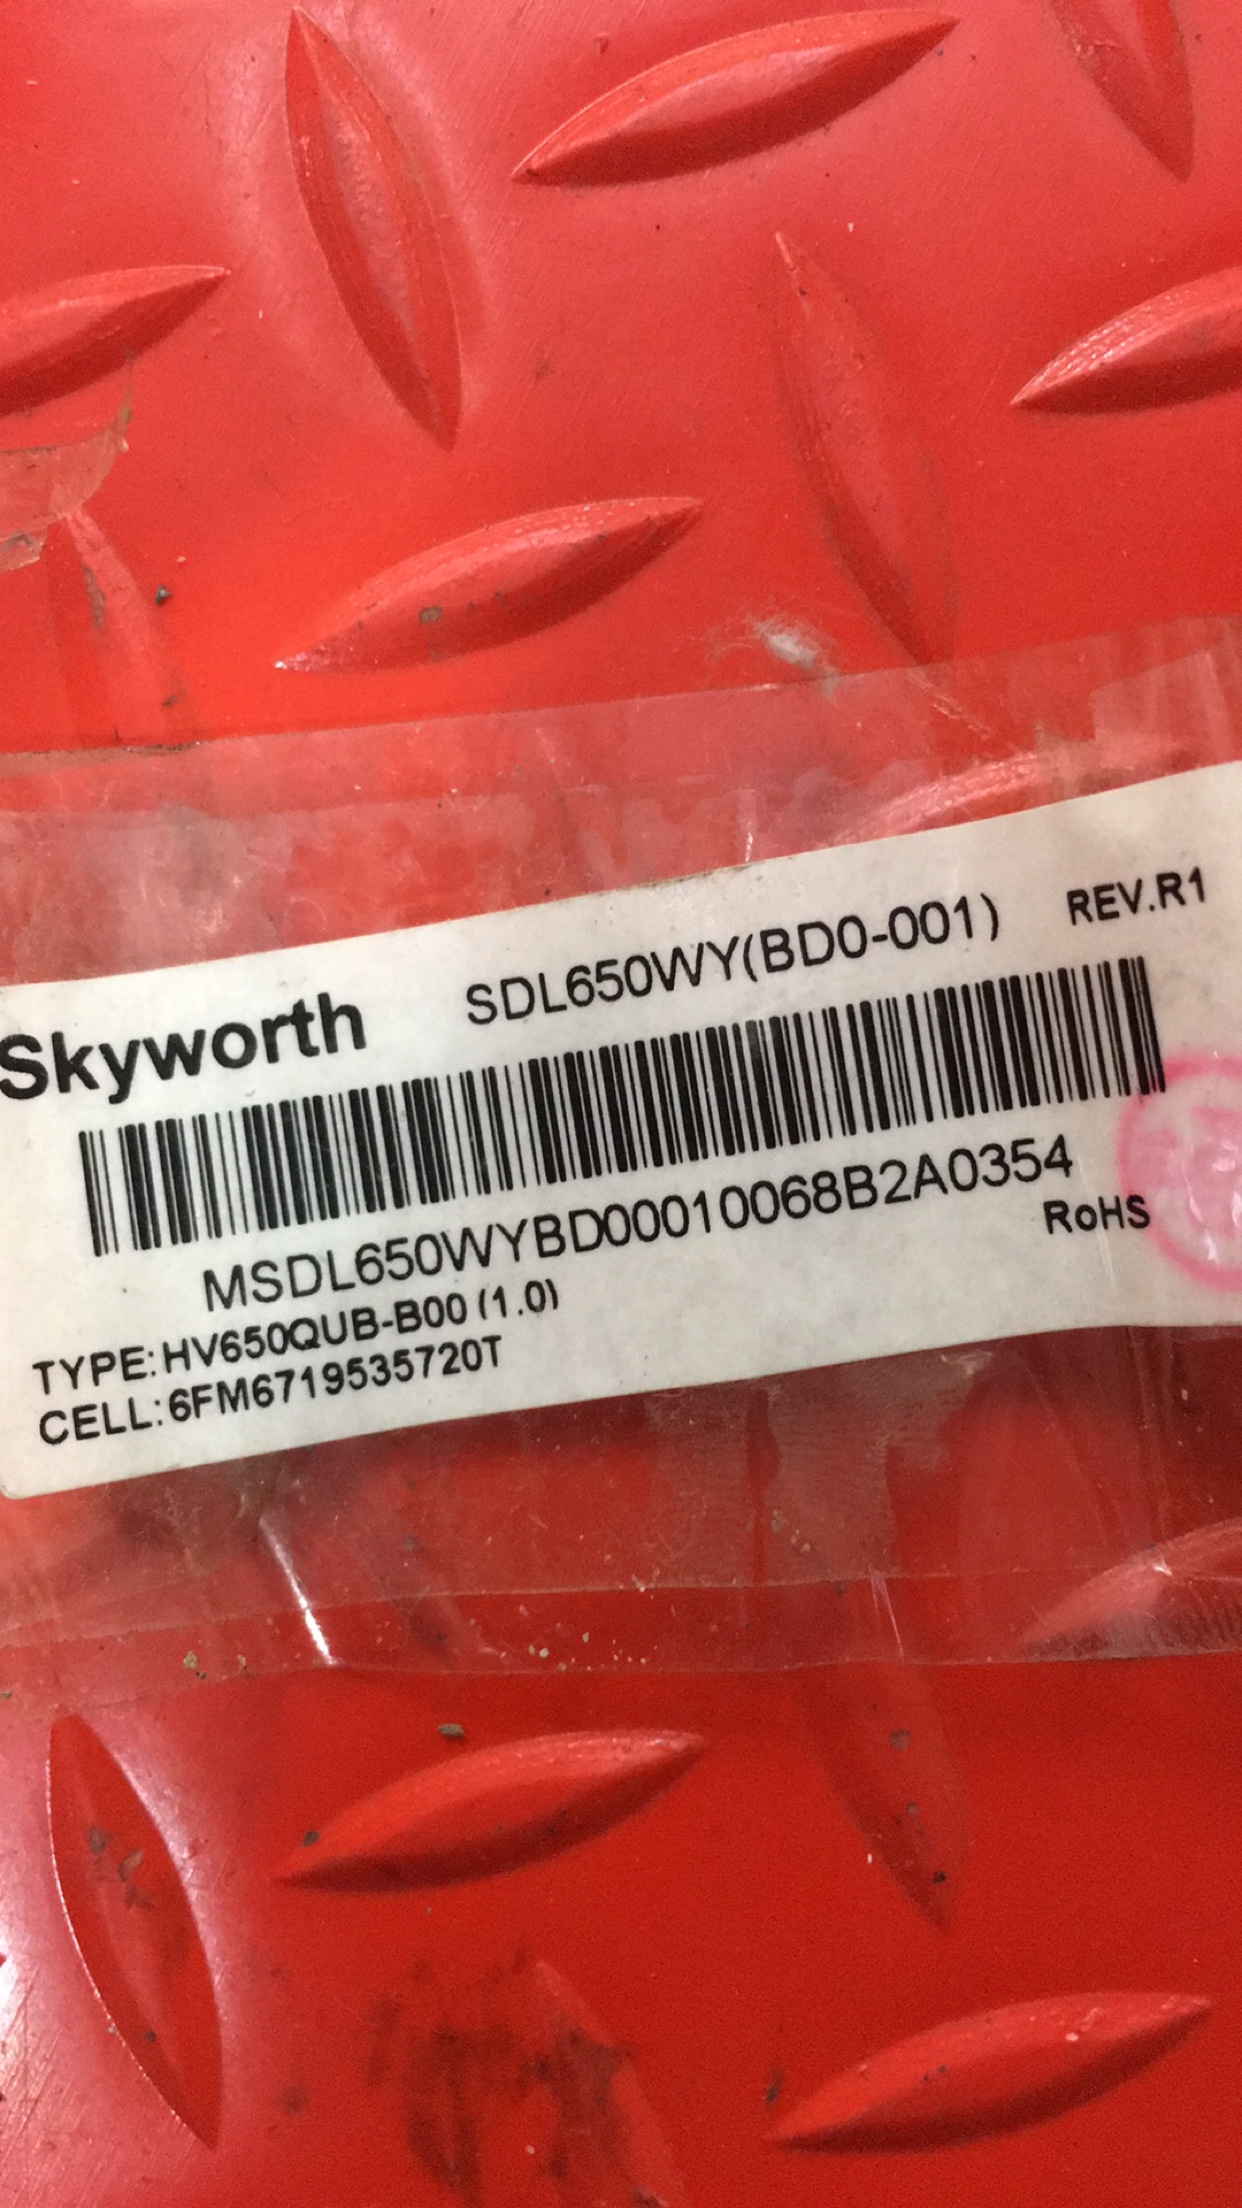 Skyworth SDL650WY(BD0-001) REV.R1
MSDL650WYBD00010068B2A0354
RoHS
TYPE:HV650QUB-B00 (1.0)
CELL:6FM6719535720T